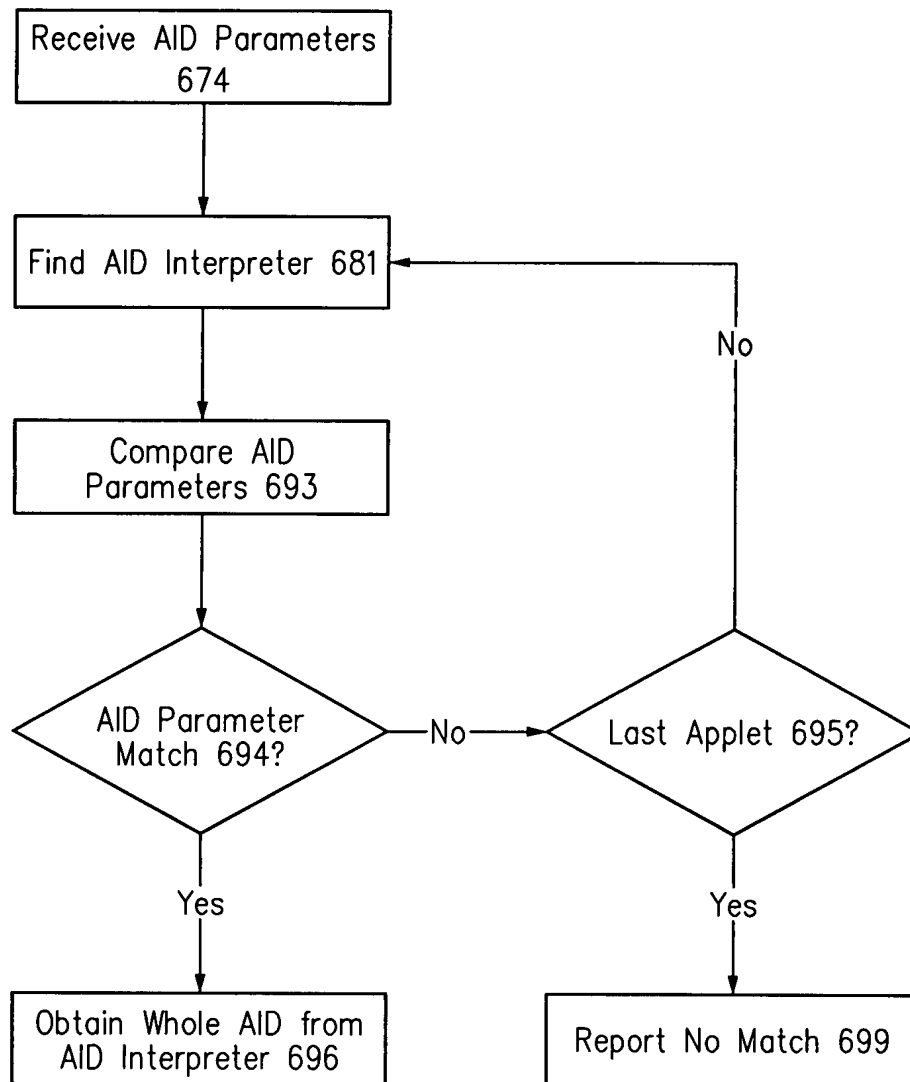 Receive AID Parameters
674
Find AID Interpreter 681
No
Compare AID
Parameters 693
AID Parameter
Match 694?
No
Last Applet 695?
Yes
Yes
Obtain Whole AID from
AID Interpreter 696
Report No Match 699